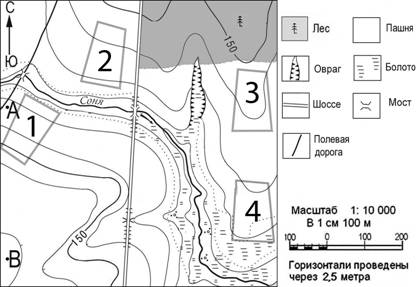 С
Ю
150
2
3
А
1
Соня
4
150
В
Лес
Пашня
Овраг
Болото
Шоссе
Мост
Полевая
дорога
Масштаб 1: 10 000
В 1 см 100 м
100 0 100 200
Горизонтали проведены
через 2,5 метра